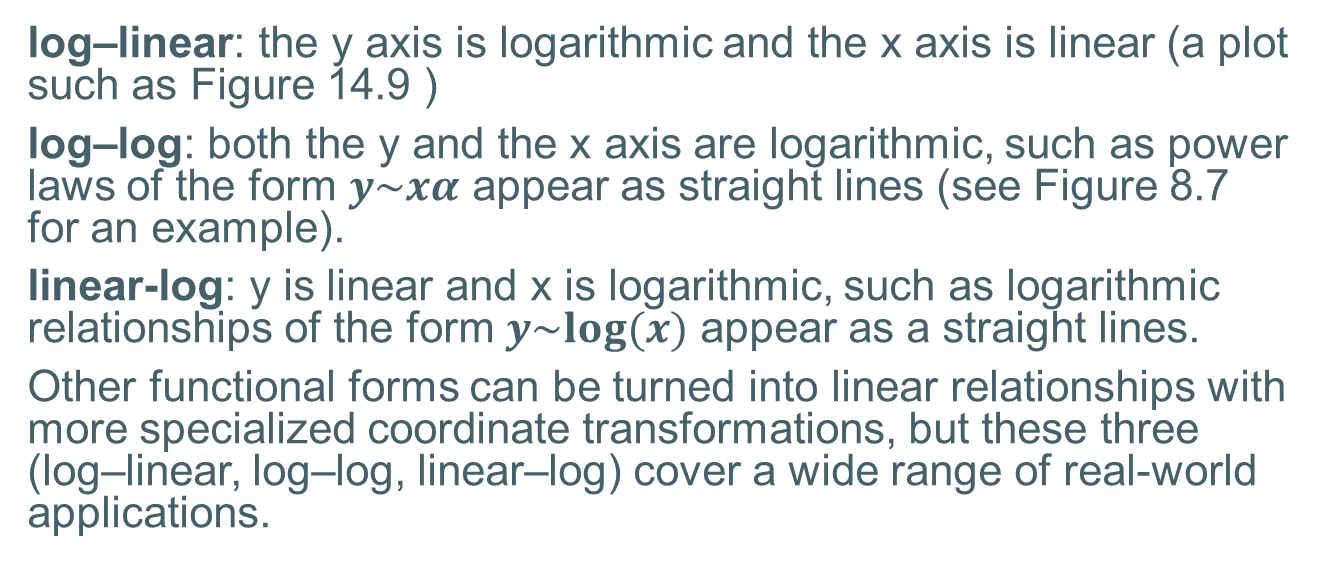 log–linear: the y axis is logarithmic and the x axis is linear (a plot
such as Figure 14.9 )
log–log: both the y and the x axis are logarithmic, such as power
laws of the form y~xα appear as straight lines (see Figure 8.7
for an example).
linear-log: y is linear and x is logarithmic, such as logarithmic
relationships of the form y~log(x) appear as a straight lines.
Other functional forms can be turned into linear relationships with
more specialized coordinate transformations, but these three
(log–linear, log–log, linear–log) cover a wide range of real-world
applications.